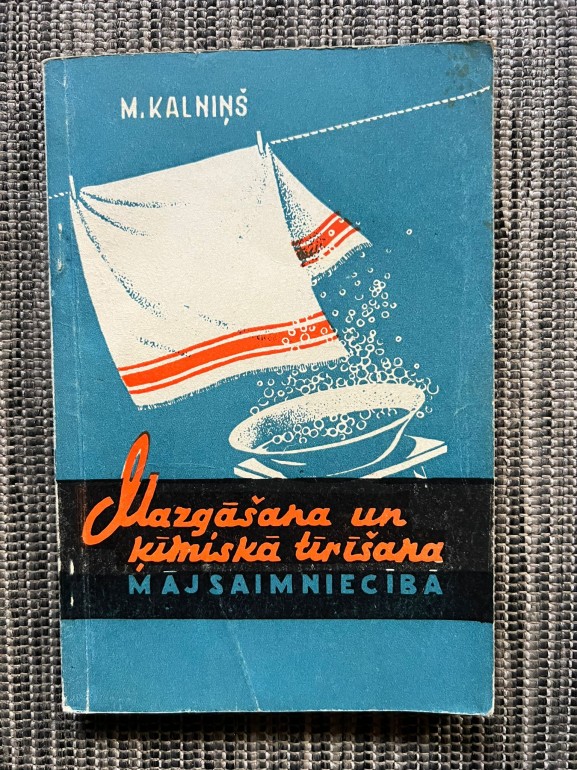 M. KALNIŅŠ
Mazgāšana un
ķīmiskā tīrīšana
MĀJSAIMNIECĪBĀ